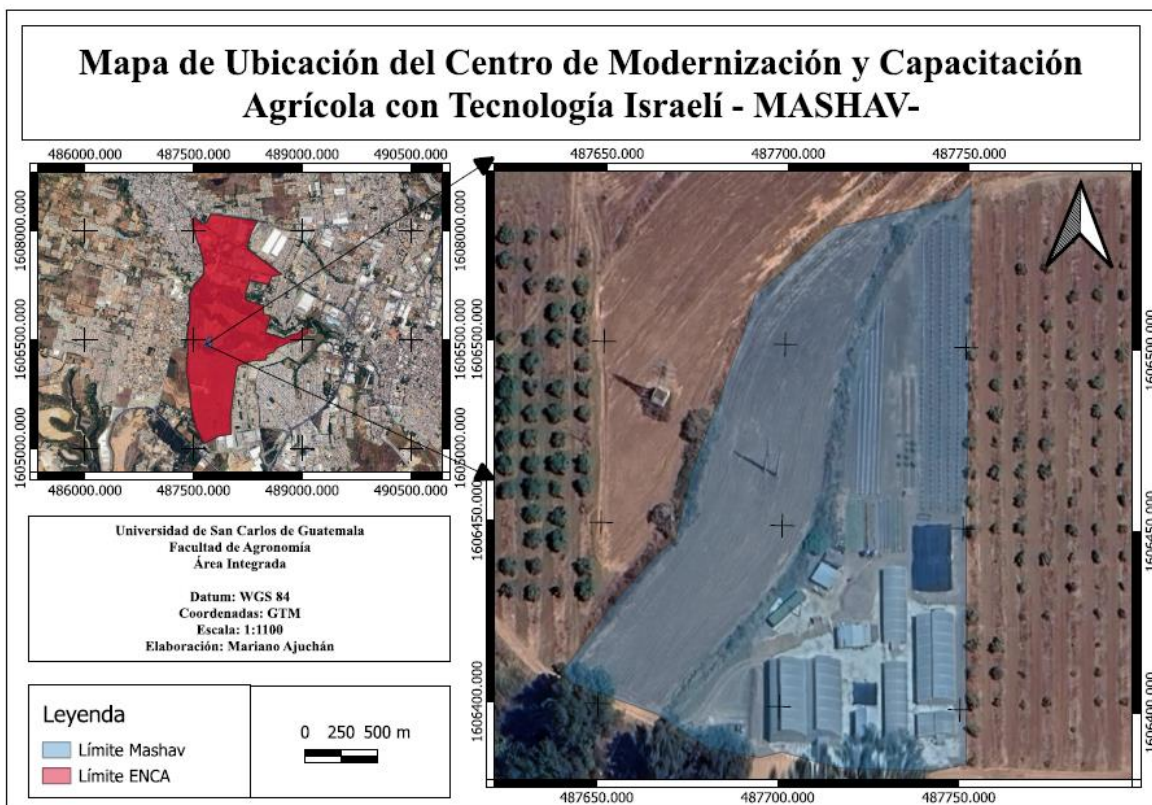 Mapa de Ubicación del Centro de Modernización y Capacitación
Agrícola con Tecnología Israelí - MASHAV-
486000.000 487500.000 489000.000 490500.000
1608000.000 1606500.000 1605000.000
1608000.000 1606500.000 1605000.000
486000.000 487500.000 489000.000 490500.000
487650.000 487700.000 487750.000
1606500.000 1606450.000 1606400.000
1606500.000 1606450.000 1606400.000
487650.000 487700.000 487750.000
Universidad de San Carlos de Guatemala
Facultad de Agronomía
Área Integrada
Datum: WGS 84
Coordenadas: GTM
Escala: 1:1100
Elaboración: Mariano Ajuchán
Leyenda
Límite Mashav
Límite ENCA
0 250 500 m